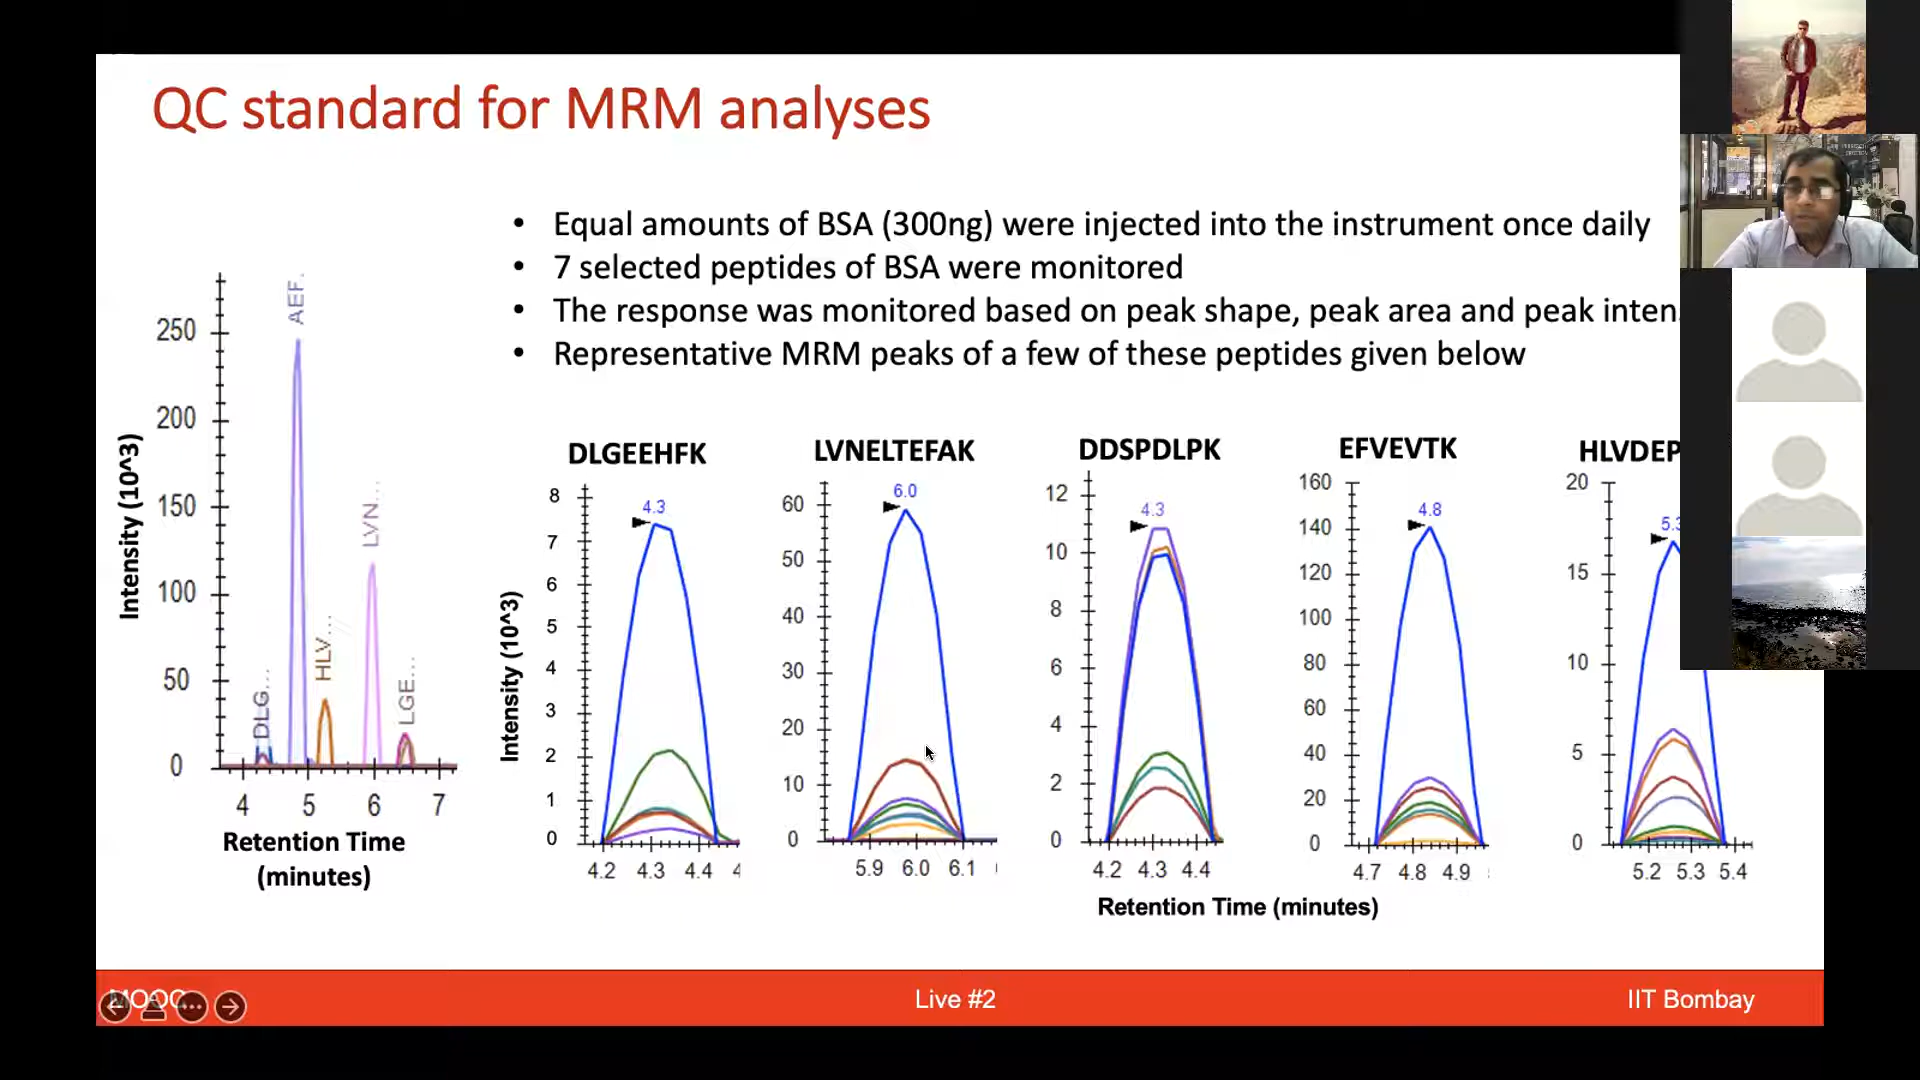 QC standard for MRM analyses
• Equal amounts of BSA (300ng) were injected into the instrument once daily
• 7 selected peptides of BSA were monitored
• The response was monitored based on peak shape, peak area and peak inten
• Representative MRM peaks of a few of these peptides given below
Intensity (10^3)
250
200
150
100
50
0
AEF.
LVN...
HLV...
DLG...
LGE...
4 5 6 7
Retention Time
(minutes)
DLGEEHFK
Intensity (10^3)
8
7
6
5
4
3
2
1
0
4.3
4.2 4.3 4.4
LVNELTEFAK
60
50
40
30
20
10
0
6.0
5.9 6.0 6.1
DDSPDLPK
12
10
8
6
4
2
0
4.3
4.2 4.3 4.4
EFVEVTK
160
140
120
100
80
60
40
20
0
4.8
4.7 4.8 4.9
HLVDEP
20
15
10
5
0
5.3
5.2 5.3 5.4
Retention Time (minutes)
MOOC
Live #2
IIT Bombay